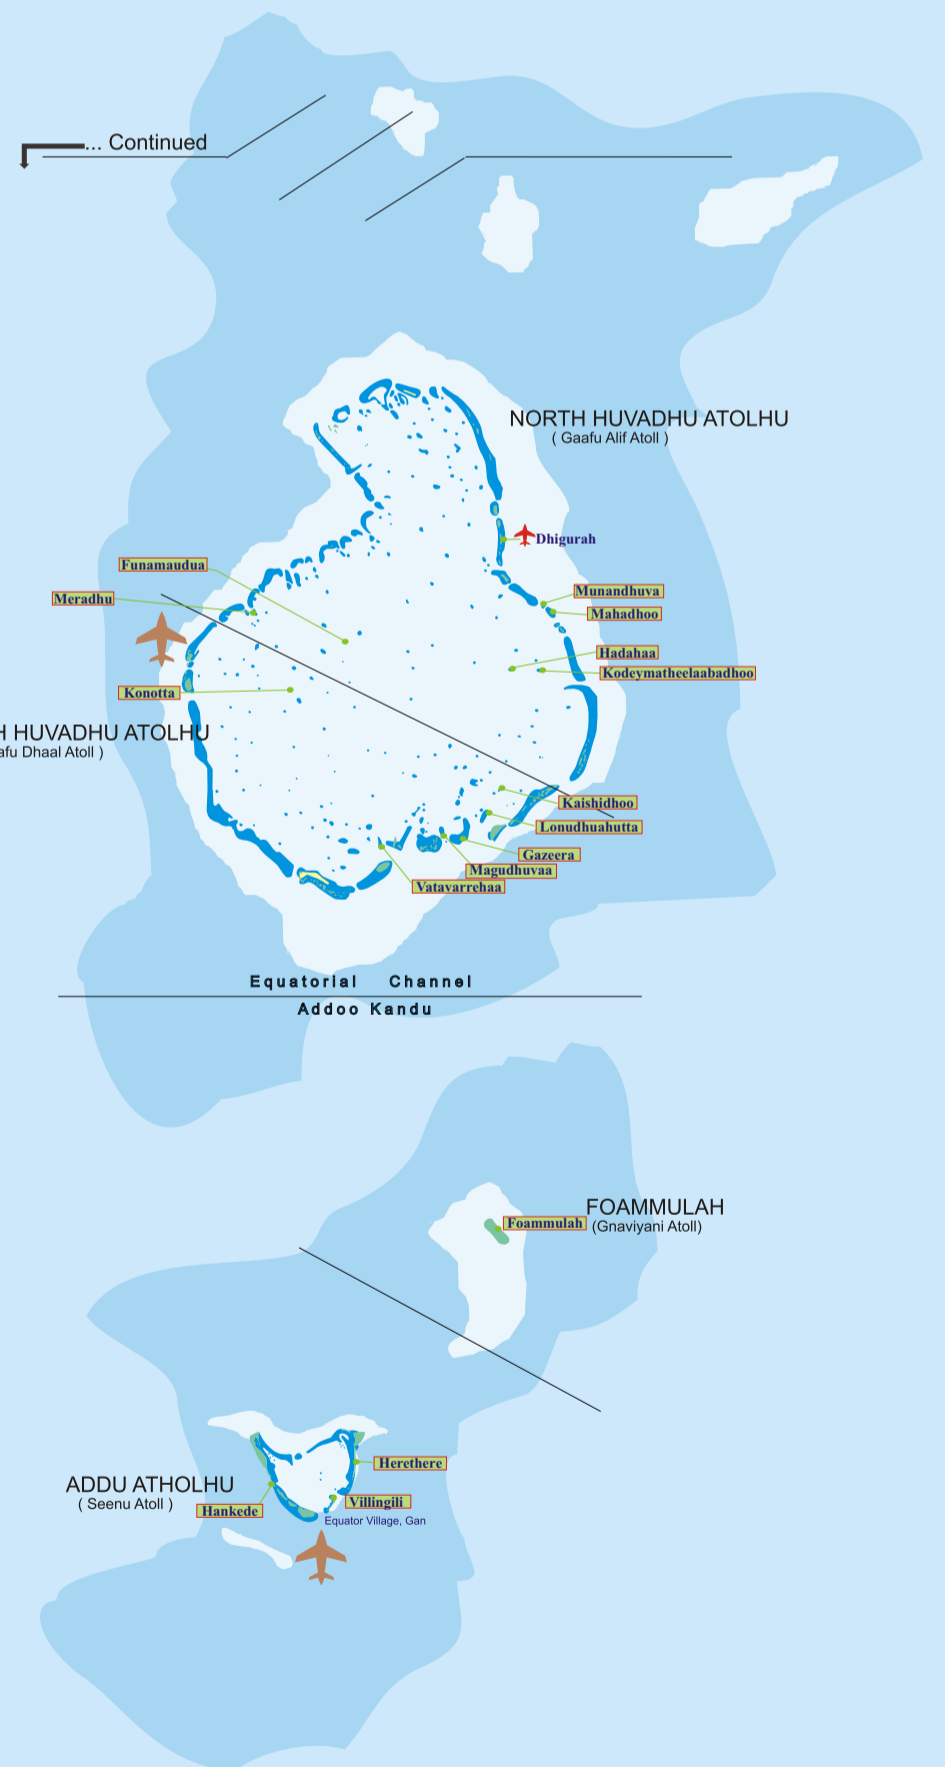 ... Continued
NORTH HUVADHU ATOLHU
( Gaafu Alif Atoll )
Dhigurah
Funamaudua
Meradhu
Munandhuva
Mahadhoo
Hadahaa
Kodeymatheelaabadhoo
Konotta
H HUVADHU ATOLHU
afu Dhaal Atoll )
Kaishidhoo
Lonudhuahutta
Gazeera
Magudhuvaa
Vatavarrehaa
Equatorial Channel
Addoo Kandu
FOAMMULAH
Foammulah
(Gnaviyani Atoll)
Herethere
ADDU ATHOLHU
( Seenu Atoll )
Villingili
Hankede
Equator Village, Gan